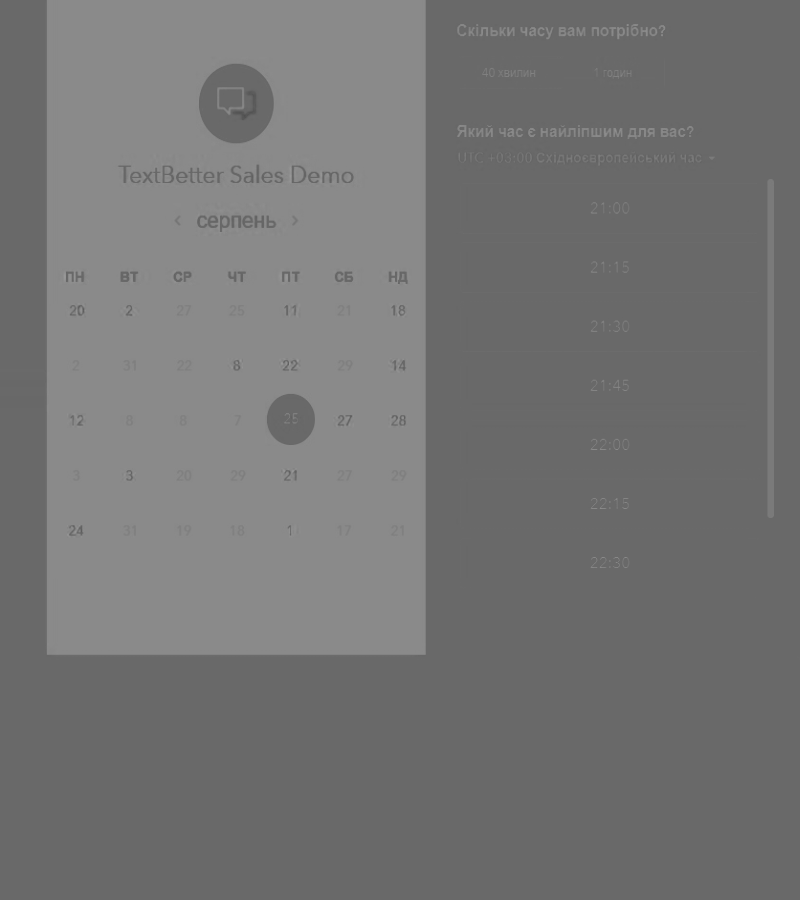 TextBetter Sales Demo
‹ серпень ›
ПН ВТ СР ЧТ ПТ СБ НД
20 2 27 25 11 21 18
2 31 22 8 22 29 14
12 8 8 7 25 27 28
3 3 20 29 21 27 29
24 31 19 18 1 17 21
Скільки часу вам потрібно?
40 хвилин 1 годин
Який час є найліпшим для вас?
UTC +03:00 Східноєвропейський час
21:00
21:15
21:30
21:45
22:00
22:15
22:30